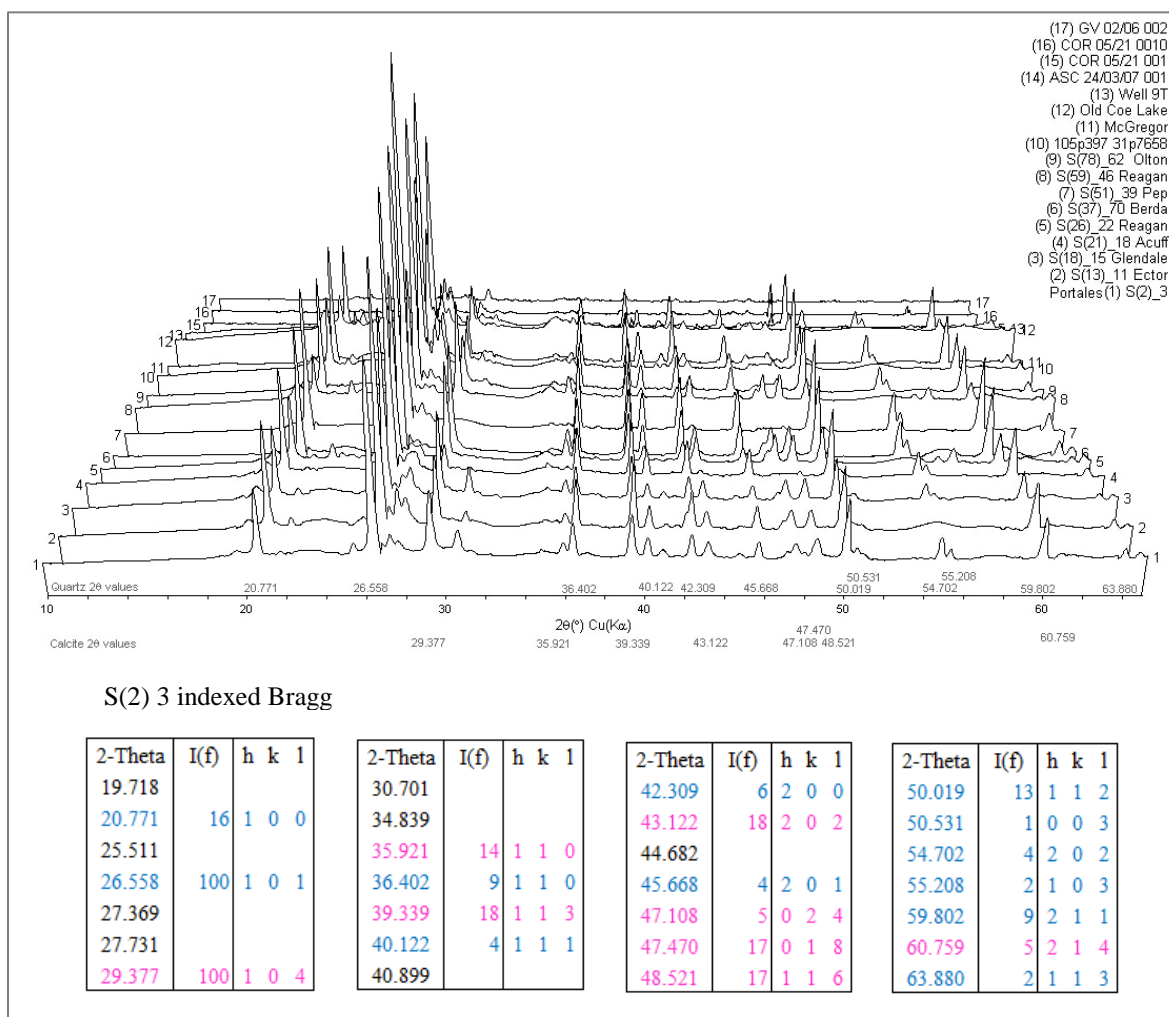 (17) GV 02/06 002
(16) COR 05/21 0010
(15) COR 05/21 001
(14) ASC 24/03/07 001
(13) Well 9T
(12) Old Coe Lake
(11) McGregor
(10) 105p397 31p7658
(9) S(78)_62 Olton
(8) S(59)_46 Reagan
(7) S(51)_39 Pep
(6) S(37)_70 Berda
(5) S(26)_22 Reagan
(4) S(21)_18 Acuff
(3) S(18)_15 Glendale
(2) S(13)_11 Ector
Portales (1) S(2)_3
17 17
16 16
15
13 12 13
12
11
10 10
9 9
8 8
7 7
6 6
5 5
4 4
3 3
2 2
1 1
50.531 55.208
Quartz 2θ values 20.771 26.558 36.402 40.122 42.309 45.668 50.019 54.702 59.802 63.880
10 20 30 40 50 60
2θ(°) Cu(Kα)
47.470
Calcite 2θ values 29.377 35.921 39.339 43.122 47.108 48.521 60.759
S(2) 3 indexed Bragg
2-Theta I(f) h k l
19.718
20.771 16 1 0 0
25.511
26.558 100 1 0 1
27.369
27.731
29.377 100 1 0 4
2-Theta I(f) h k l
30.701
34.839
35.921 14 1 1 0
36.402 9 1 1 0
39.339 18 1 1 3
40.122 4 1 1 1
40.899
2-Theta I(f) h k l
42.309 6 2 0 0
43.122 18 2 0 2
44.682
45.668 4 2 0 1
47.108 5 0 2 4
47.470 17 0 1 8
48.521 17 1 1 6
2-Theta I(f) h k l
50.019 13 1 1 2
50.531 1 0 0 3
54.702 4 2 0 2
55.208 2 1 0 3
59.802 9 2 1 1
60.759 5 2 1 4
63.880 2 1 1 3